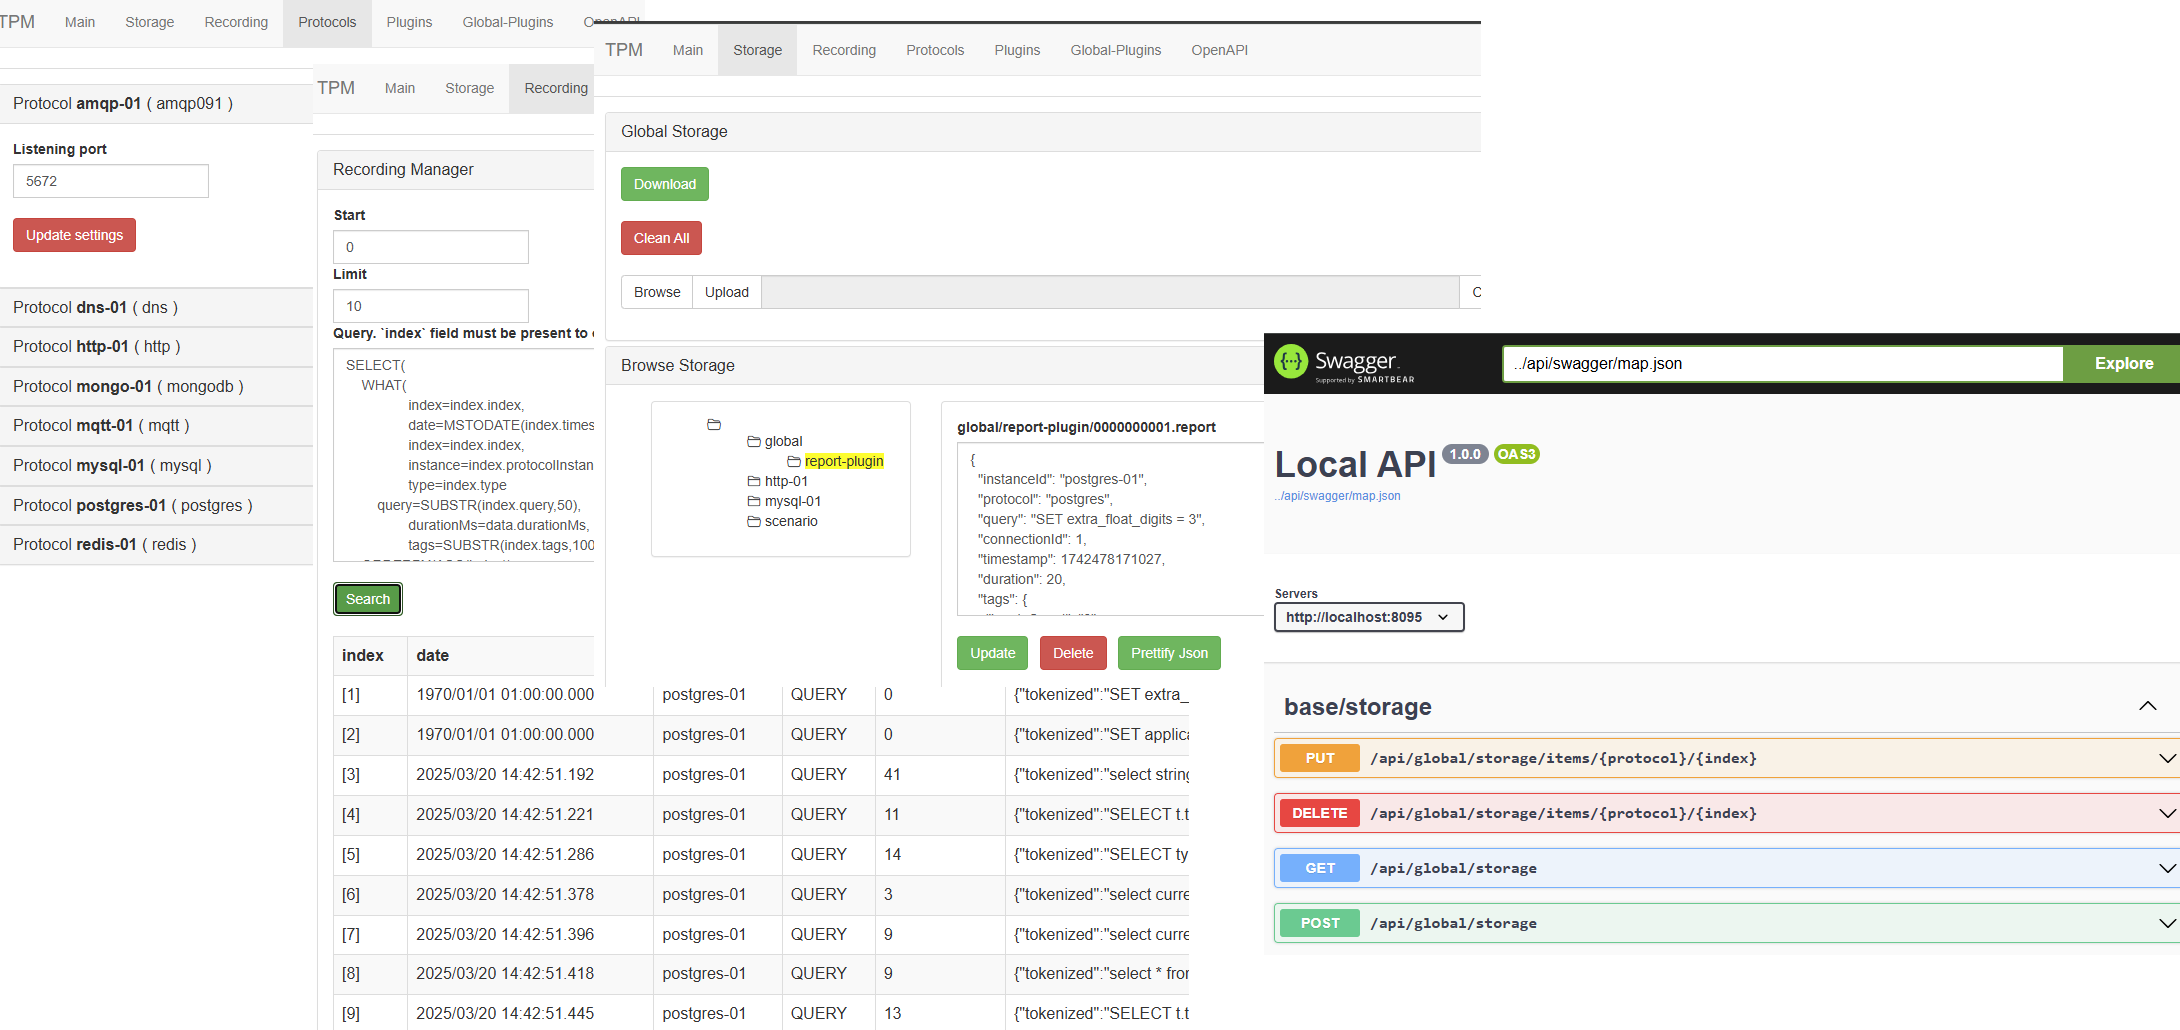 TPM Main Storage Recording Protocols Plugins Global-Plugins OpenAPI
Protocol amqp-01 ( amqp091 )
Listening port
5672
Update settings
Protocol dns-01 ( dns )
Protocol http-01 ( http )
Protocol mongo-01 ( mongodb )
Protocol mqtt-01 ( mqtt )
Protocol mysql-01 ( mysql )
Protocol postgres-01 ( postgres )
Protocol redis-01 ( redis )
TPM Main Storage Recording
Recording Manager
Start
0
Limit
10
Query. `index` field must be present to
SELECT(
WHAT(
index=index.index,
date=MSTODATE(index.times
index=index.index,
instance=index.protocolInstan
type=index.type
query=SUBSTR(index.query,50),
durationMs=data.durationMs,
tags=SUBSTR(index.tags,100
Search
index date
[1] 1970/01/01 01:00:00.000 postgres-01 QUERY 0 {"tokenized":"SET extra_
[2] 1970/01/01 01:00:00.000 postgres-01 QUERY 0 {"tokenized":"SET applica
[3] 2025/03/20 14:42:51.192 postgres-01 QUERY 41 {"tokenized":"select string
[4] 2025/03/20 14:42:51.221 postgres-01 QUERY 11 {"tokenized":"SELECT t.t
[5] 2025/03/20 14:42:51.286 postgres-01 QUERY 14 {"tokenized":"SELECT ty
[6] 2025/03/20 14:42:51.378 postgres-01 QUERY 3 {"tokenized":"select curre
[7] 2025/03/20 14:42:51.396 postgres-01 QUERY 9 {"tokenized":"select curre
[8] 2025/03/20 14:42:51.418 postgres-01 QUERY 9 {"tokenized":"select * fror
[9] 2025/03/20 14:42:51.445 postgres-01 QUERY 13 {"tokenized":"SELECT t.t
TPM Main Storage Recording Protocols Plugins Global-Plugins OpenAPI
Global Storage
Download
Clean All
Browse Upload
Browse Storage
global
report-plugin
http-01
mysql-01
scenario
global/report-plugin/0000000001.report
{
"instanceId": "postgres-01",
"protocol": "postgres",
"query": "SET extra_float_digits = 3",
"connectionId": 1,
"timestamp": 1742478171027,
"duration": 20,
"tags": {
Update Delete Prettify Json
Swagger
Supported by SMARTBEAR
../api/swagger/map.json Explore
Local API 1.0.0 OAS3
../api/swagger/map.json
Servers
http://localhost:8095
base/storage
PUT /api/global/storage/items/{protocol}/{index}
DELETE /api/global/storage/items/{protocol}/{index}
GET /api/global/storage
POST /api/global/storage